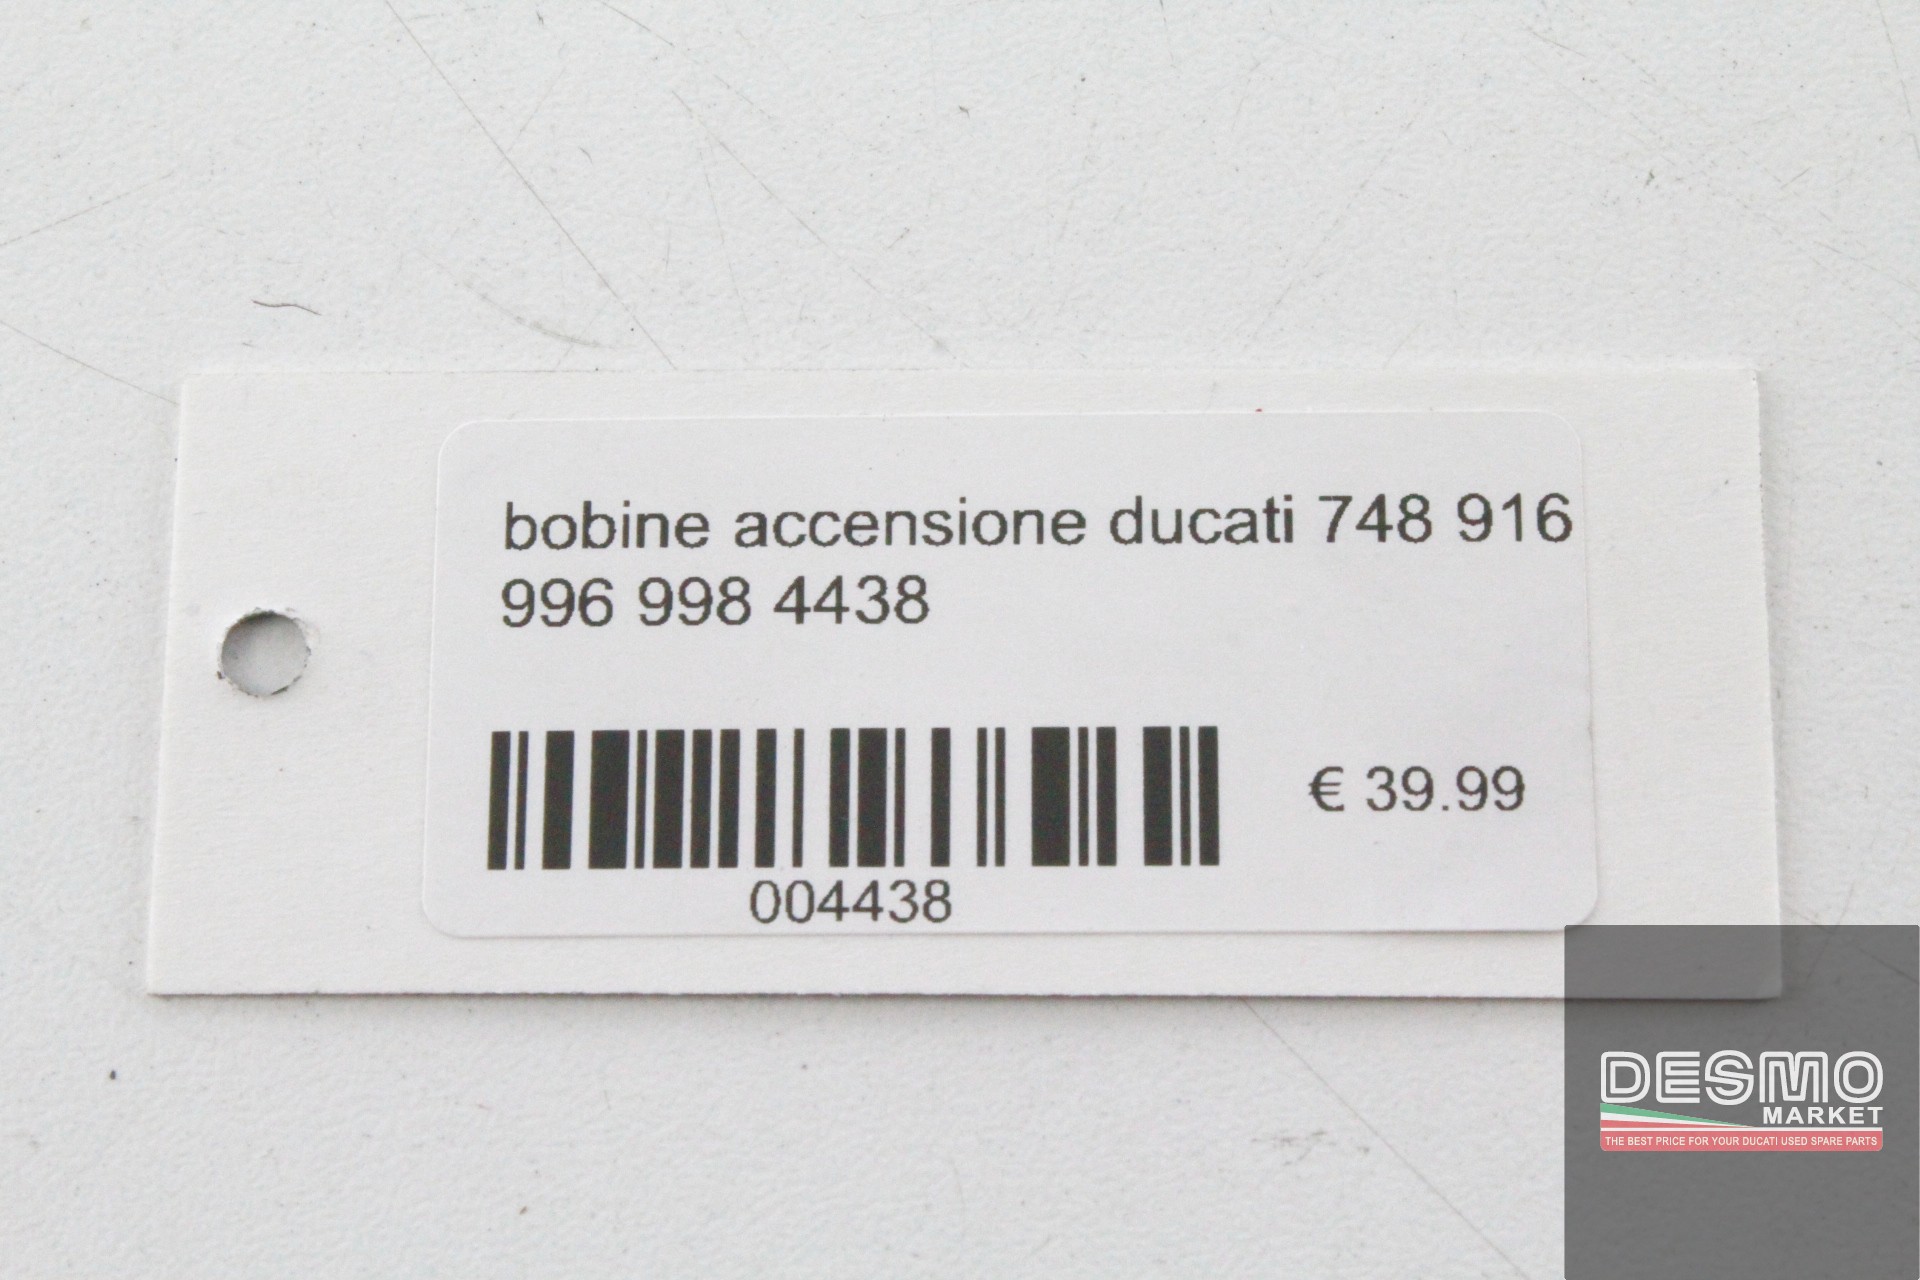 bobine accensione ducati 748 916
996 998 4438
€ 39.99
004438
DESMO
MARKET
THE BEST PRICE FOR YOUR DUCATI USED SPARE PARTS